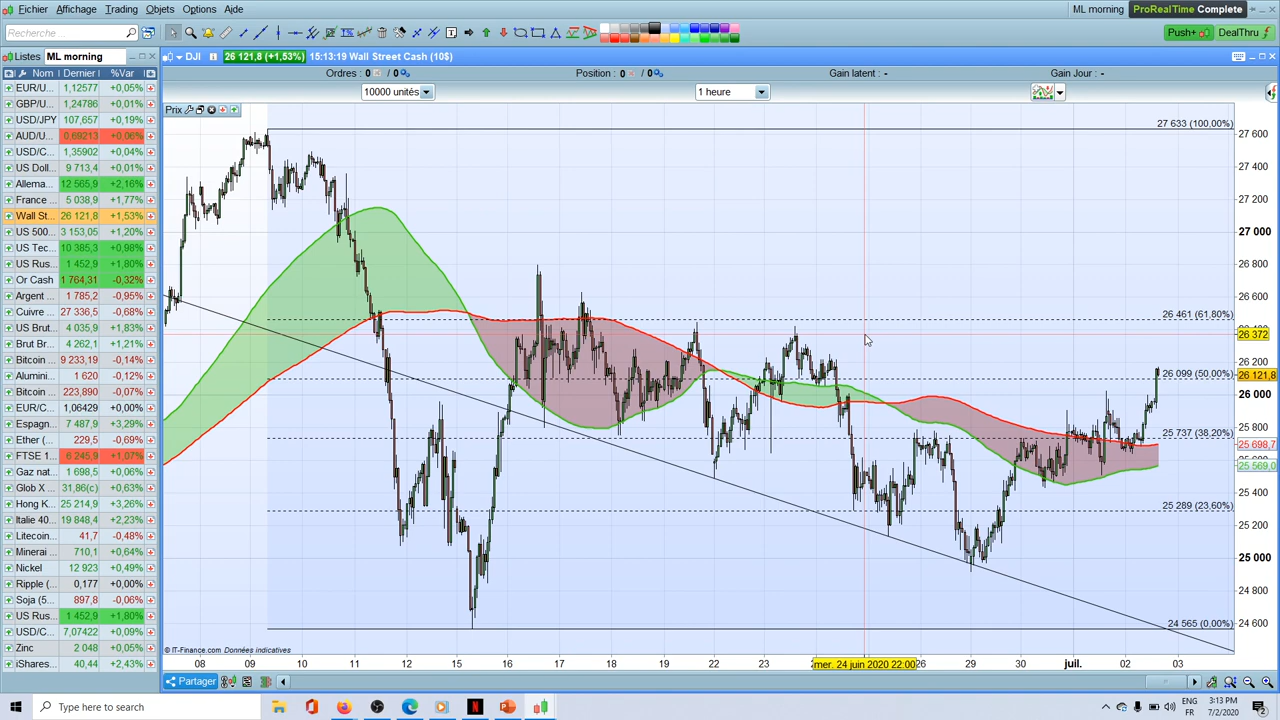 Fichier Affichage Trading Objets Options Aide ML morning ProRealTime Complete
Recherche... Push+ DealThru
Listes ML morning DJI 26 121,8 (+1,53%) 15:13:19 Wall Street Cash (10$)
Nom Dernier %Var Ordres : 0 / 0 Position : 0 / 0 Gain latent : - Gain Jour : -
10000 unités 1 heure
Prix
EUR/U... 1,12577 +0,05%
GBP/U... 1,24786 +0,01%
USD/JPY 107,657 +0,19%
AUD/U... 0,69213 +0,06%
USD/C... 1,35902 +0,04%
US Doll... 9 713,4 +0,01%
Allema... 12 565,9 +2,16%
France ... 5 038,9 +1,77%
Wall St... 26 121,8 +1,53%
US 500... 3 153,05 +1,20%
US Tec... 10 385,3 +0,98%
US Rus... 1 452,9 +1,80%
Or Cash 1 764,31 -0,32%
Argent ... 1 785,2 -0,95%
Cuivre ... 27 336,5 -0,68%
US Brut... 4 035,9 +1,83%
Brut Br... 4 262,1 +1,21%
Bitcoin ... 9 233,19 -0,14%
Alumini... 1 620 -0,12%
Bitcoin ... 223,890 -0,07%
EUR/C... 1,06429 +0,00%
Espagn... 7 487,9 +3,29%
Ether (... 229,5 -0,69%
FTSE 1... 6 245,9 +1,07%
Gaz nat... 1 698,5 +0,06%
Glob X ... 31,86(c) +0,63%
Hong K... 25 214,9 +3,26%
Italie 40... 19 848,4 +2,23%
Litecoin... 41,7 -0,48%
Minerai ... 710,1 +0,64%
Nickel 12 923 +0,49%
Ripple (... 0,177 +0,00%
Soja (5... 897,8 -0,06%
US Rus... 1 452,9 +1,80%
USD/C... 7,07422 +0,09%
Zinc 2 048 +0,05%
iShares... 40,44 +2,43%
27 633 (100,00%)
26 461 (61,80%)
26 099 (50,00%)
25 737 (38,20%)
25 289 (23,60%)
24 565 (0,00%)
27 600
27 400
27 200
27 000
26 800
26 600
26 372
26 200
26 121,8
26 000
25 800
25 698,7
25 569,0
25 400
25 200
25 000
24 800
24 600
© IT-Finance.com Données indicatives
08 09 10 11 12 15 16 17 18 19 22 23 mer. 24 juin 2020 22:00 26 29 30 juil. 02 03
Partager
Type here to search ENG 3:13 PM
FR 7/2/2020